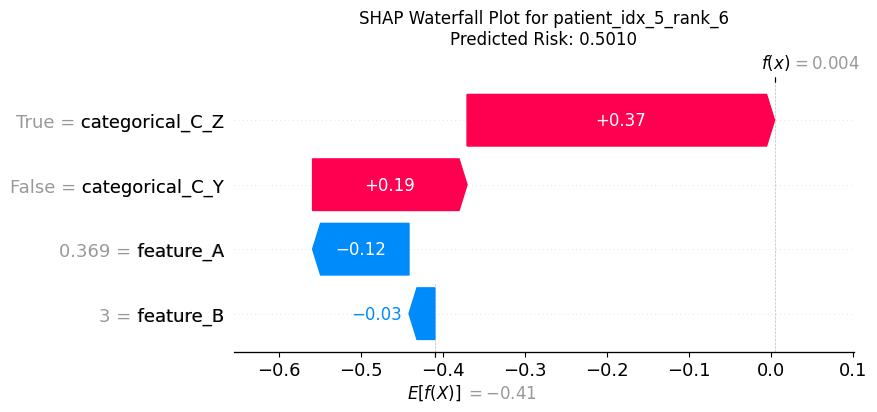 SHAP Waterfall Plot for patient_idx_5_rank_6
Predicted Risk: 0.5010
f(x) = 0.004
True = categorical_C_Z
+0.37
False = categorical_C_Y
+0.19
0.369 = feature_A
−0.12
3 = feature_B
−0.03
−0.6 −0.5 −0.4 −0.3 −0.2 −0.1 0.0 0.1
E[f(X)] = −0.41